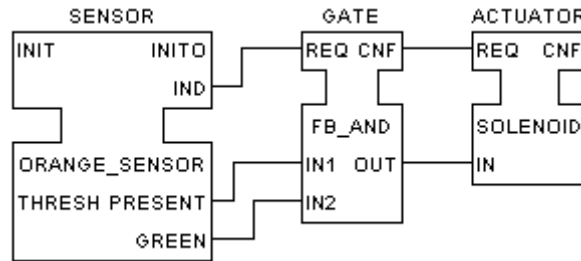 SENSOR GATE ACTUATOR
INIT INITO REQ CNF REQ CNF
IND
FB_AND SOLENOID
ORANGE_SENSOR IN1 OUT IN
THRESH PRESENT IN2
GREEN